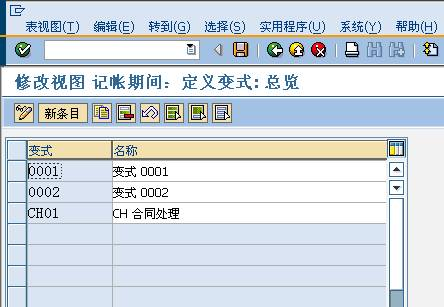 表视图(T) 编辑(E) 转到(G) 选择(S) 实用程序(U) 系统(Y) 帮助(H)
修改视图 记帐期间: 定义变式: 总览
新条目
变式 名称
0001 变式 0001
0002 变式 0002
CH01 CH 合同处理